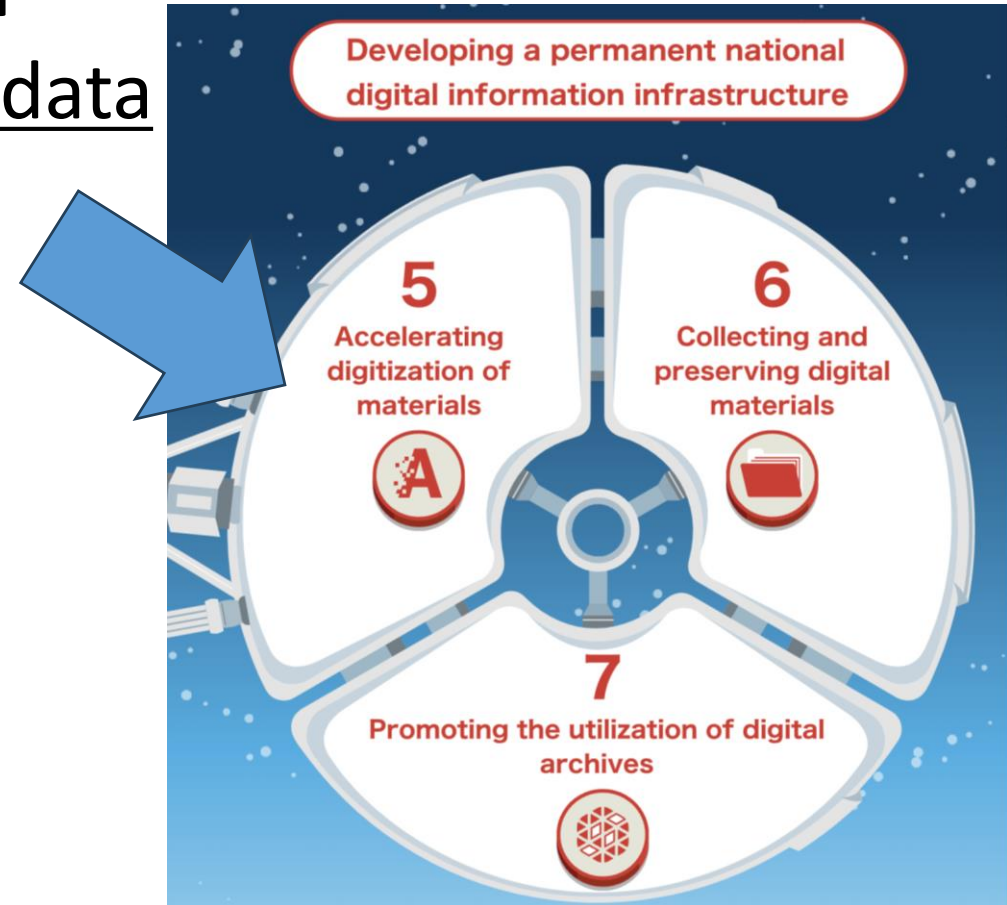 data
Developing a permanent national
digital information infrastructure
5
Accelerating
digitization of
materials
A
6
Collecting and
preserving digital
materials
7
Promoting the utilization of digital
archives